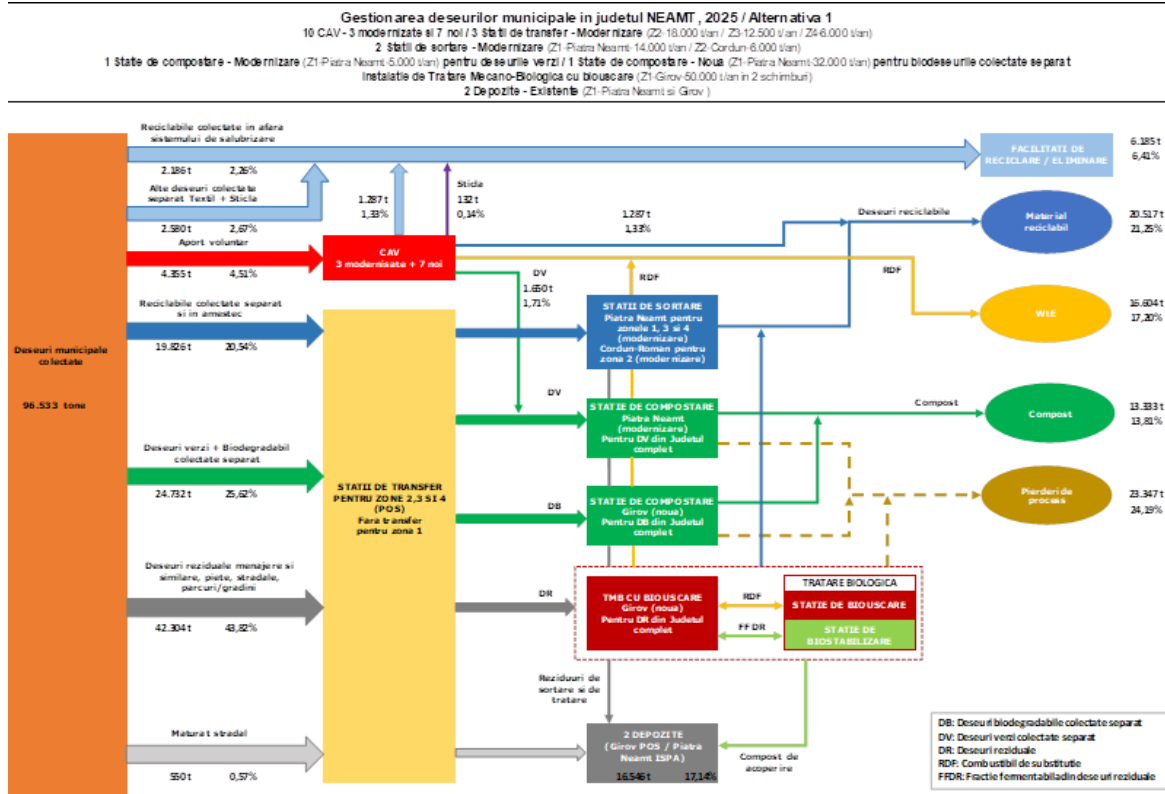 Gestionarea deseurilor municipale in judetul NEAMT, 2025 / Alternativa 1
10 CAV - 3 modernizate si 7 noi / 3 Statii de transfer - Modernizare (Z2-18.000 t/an / Z3-12.500 t/an / Z4-6.000 t/an)
2 Statii de sortare - Modernizare (Z1-Piatra Neamt-14.000 t/an / Z2-Cordun-6.000 t/an)
1 Statie de compostare - Modernizare (Z1-Piatra Neamt-5.000 t/an) pentru deseurile verzi / 1 Statie de compostare - Noua (Z1-Piatra Neamt-32.000 t/an) pentru biodeseurile colectate separat
Instalatie de Tratare Mecano-Biologica cu biouscare (Z1-Girov-50.000 t/an in 2 schimburi)
2 Depozite - Existente (Z1-Piatra Neamt si Girov )
Deseuri municipale
colectate
96.533 tone
Reciclabile colectate in afara
sistemului de salubrizare
2.186 t 2,26%
Alte deseuri colectate
separat Textil + Sticla
2.580 t 2,67%
Aport voluntar
4.355 t 4,51%
Reciclabile colectate separat
si in amestec
19.826 t 20,54%
Deseuri verzi + Biodegradabil
colectate separat
24.732 t 25,62%
Deseuri reziduale menajere si
similare, piete, stradale,
parcuri/gradini
42.304 t 43,82%
Maturat stradal
550 t 0,57%
1.287 t
1,33%
Sticla
132 t
0,14%
CAV
3 modernisate + 7 noi
DV
1.650 t
1,71%
STATII DE TRANSFER
PENTRU ZONE 2,3 SI 4
(POS)
Fara transfer
pentru zona 1
DV
DB
DR
1.287 t
1,33%
RDF
STATII DE SORTARE
Piatra Neamt pentru
zonele 1, 3 si 4
(modernizare)
Cordun-Roman pentru
zona 2 (modernizare)
STATIE DE COMPOSTARE
Piatra Neamt
(modernizare)
Pentru DV din Judetul
complet
STATIE DE COMPOSTARE
Girov (noua)
Pentru DB din Judetul
complet
TMB CU BIOUSCARE
Girov (noua)
Pentru DR din Judetul
complet
RDF
FFDR
TRATARE BIOLOGICA
STATIE DE BIOUSCARE
STATIE DE
BIOSTABILIZARE
Reziduuri de
sortare si de
tratare
2 DEPOZITE
(Girov POS / Piatra
Neamt ISPA)
16.546 t 17,14%
Compost de
acoperire
Deseuri reciclabile
RDF
Compost
FACILITATI DE
RECICLARE / ELIMINARE
6.185 t
6,41%
Material
reciclabil
20.517 t
21,25%
WtE
16.604 t
17,20%
Compost
13.333 t
13,81%
Pierderi de
process
23.347 t
24,19%
DB: Deseuri biodegradabile colectate separat
DV: Deseuri verzi colectate separat
DR: Deseuri reziduale
RDF: Combustibil de substitutie
FFDR: Fractie fermentabila din deseuri reziduale